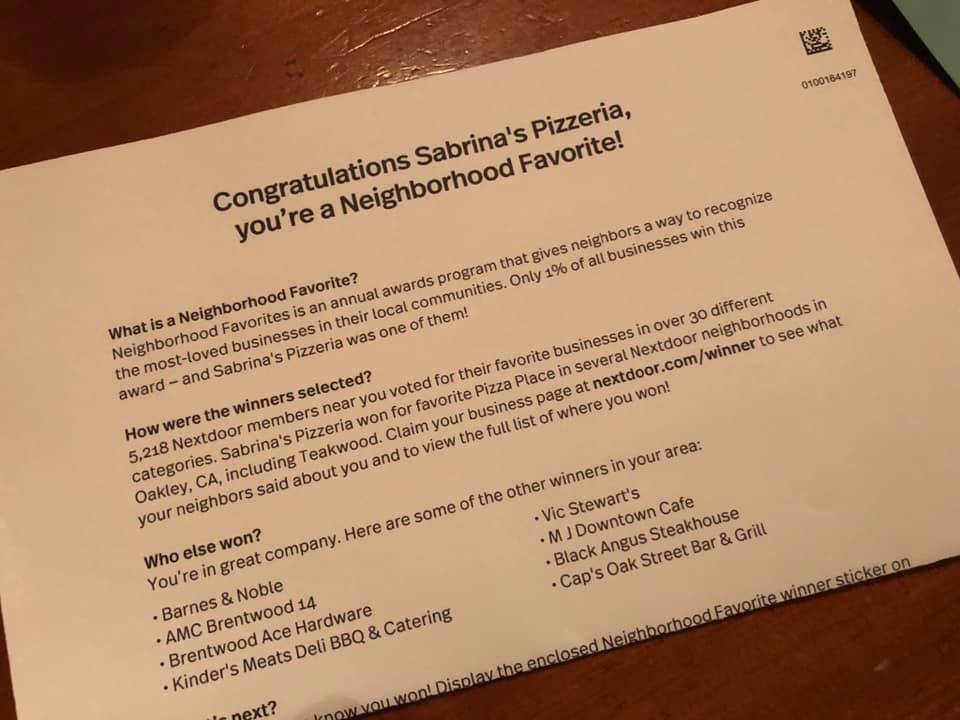 0100164197
Congratulations Sabrina's Pizzeria,
you're a Neighborhood Favorite!
What is a Neighborhood Favorite?
Neighborhood Favorites is an annual awards program that gives neighbors a way to recognize
the most-loved businesses in their local communities. Only 1% of all businesses win this
award – and Sabrina's Pizzeria was one of them!
How were the winners selected?
5,218 Nextdoor members near you voted for their favorite businesses in over 30 different
categories. Sabrina's Pizzeria won for favorite Pizza Place in several Nextdoor neighborhoods in
Oakley, CA, including Teakwood. Claim your business page at nextdoor.com/winner to see what
your neighbors said about you and to view the full list of where you won!
Who else won?
You're in great company. Here are some of the other winners in your area:
• Barnes & Noble
• AMC Brentwood 14
• Brentwood Ace Hardware
• Kinder's Meats Deli BBQ & Catering
• Vic Stewart's
• M J Downtown Cafe
• Black Angus Steakhouse
• Cap's Oak Street Bar & Grill
next?
know you won! Display the enclosed Neighborhood Favorite winner sticker on